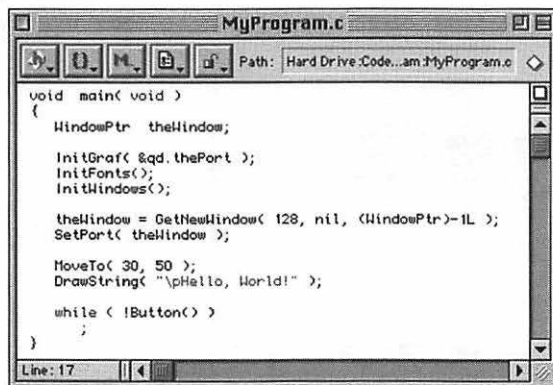 MyProgram.c
{} M. Path: Hard Drive:Code...am:MyProgram.c
void main( void )
{
WindowPtr theWindow;
InitGraf( &qd.thePort );
InitFonts();
InitWindows();
theWindow = GetNewWindow( 128, nil, (WindowPtr)-1L );
SetPort( theWindow );
MoveTo( 30, 50 );
DrawString( "\pHello, World!" );
while ( !Button() )
;
}
Line: 17